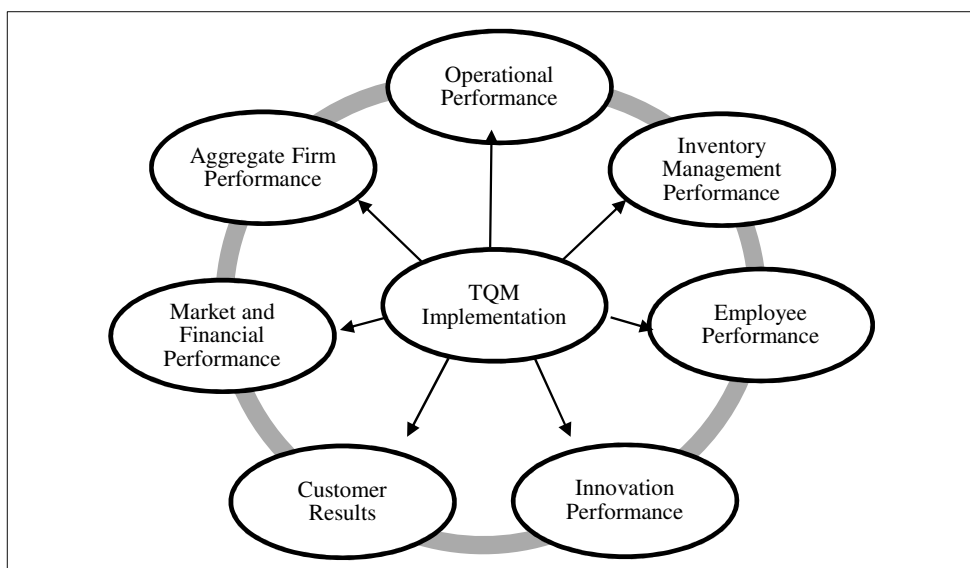 Operational
Performance
Aggregate Firm
Performance
Inventory
Management
Performance
TQM
Implementation
Market and
Financial
Performance
Employee
Performance
Customer
Results
Innovation
Performance